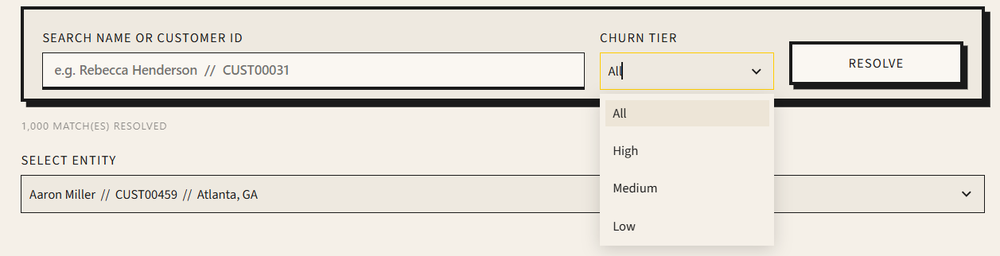 SEARCH NAME OR CUSTOMER ID
CHURN TIER
e.g. Rebecca Henderson // CUST00031
All
RESOLVE
All
High
Medium
Low
1,000 MATCH(ES) RESOLVED
SELECT ENTITY
Aaron Miller // CUST00459 // Atlanta, GA